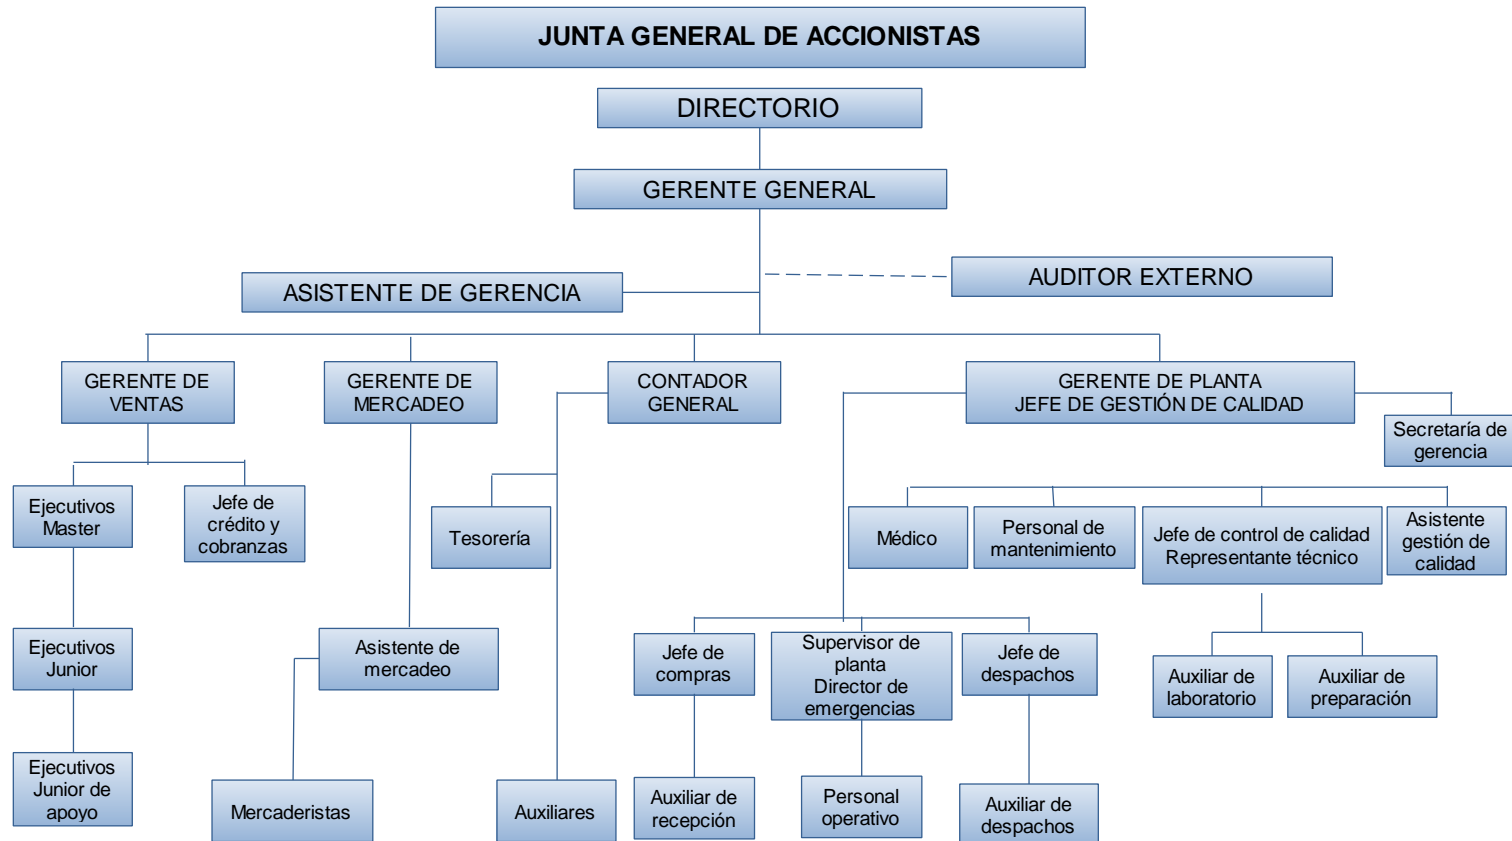 JUNTA GENERAL DE ACCIONISTAS
DIRECTORIO
GERENTE GENERAL
ASISTENTE DE GERENCIA
AUDITOR EXTERNO
GERENTE DE
VENTAS
GERENTE DE
MERCADEO
CONTADOR
GENERAL
GERENTE DE PLANTA
JEFE DE GESTIÓN DE CALIDAD
Secretaría de
gerencia
Ejecutivos
Master
Jefe de
crédito y
cobranzas
Tesorería
Médico
Personal de
mantenimiento
Jefe de control de calidad
Representante técnico
Asistente
gestión de
calidad
Ejecutivos
Junior
Asistente de
mercadeo
Jefe de
compras
Supervisor de
planta
Director de
emergencias
Jefe de
despachos
Auxiliar de
laboratorio
Auxiliar de
preparación
Ejecutivos
Junior de
apoyo
Mercaderistas
Auxiliares
Auxiliar de
recepción
Personal
operativo
Auxiliar de
despachos